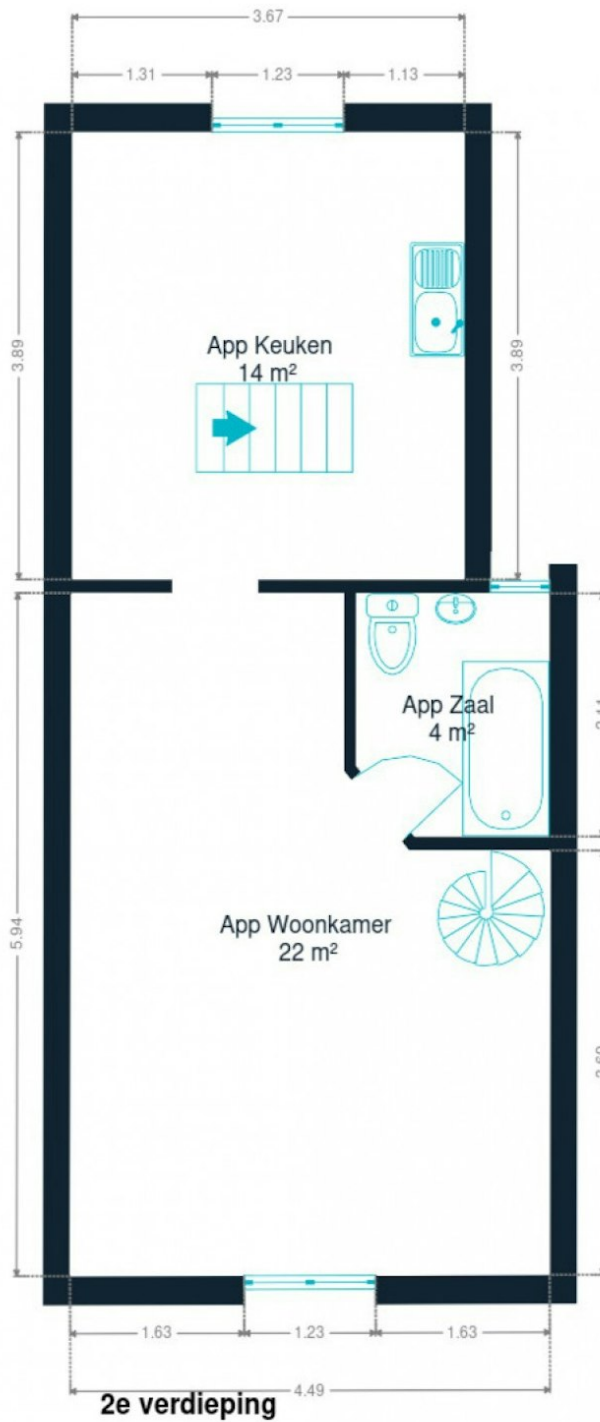 3.67
1.31 1.23 1.13
3.89
3.89
App Keuken
14 m²
App Zaal
4 m²
5.94
App Woonkamer
22 m²
1.63 1.23 1.63
4.49
2e verdieping